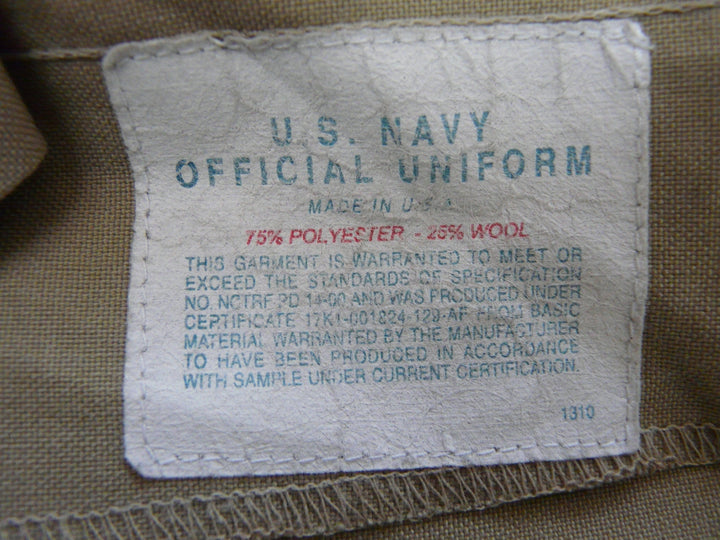 U.S. NAVY
OFFICIAL UNIFORM
MADE IN U.S.A.
75% POLYESTER - 25% WOOL
THIS GARMENT IS WARRANTED TO MEET OR
EXCEED THE STANDARDS OF SPECIFICATION
NO. NCTRF PD 14-00 AND WAS PRODUCED UNDER
CERTIFICATE 17K1-001824-129-AF FROM BASIC
MATERIAL WARRANTED BY THE MANUFACTURER
TO HAVE BEEN PRODUCED IN ACCORDANCE
WITH SAMPLE UNDER CURRENT CERTIFICATION.
1310